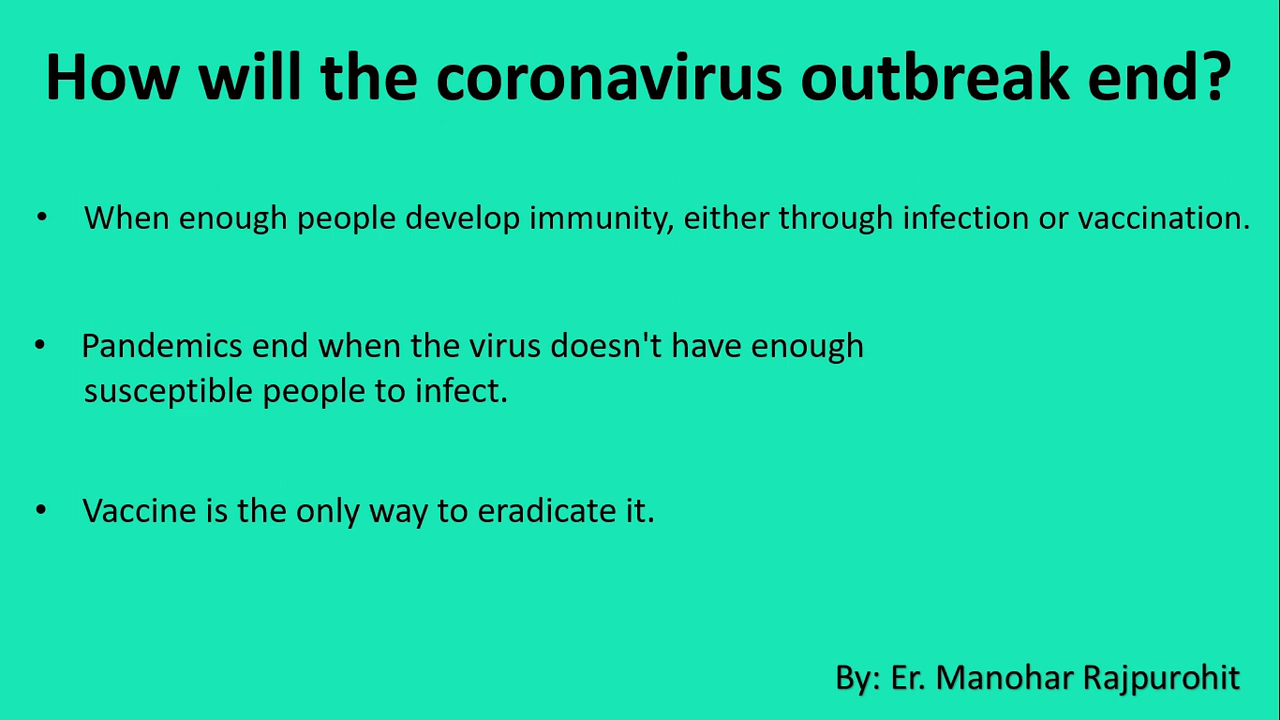 How will the coronavirus outbreak end?
• When enough people develop immunity, either through infection or vaccination.
• Pandemics end when the virus doesn't have enough
susceptible people to infect.
• Vaccine is the only way to eradicate it.
By: Er. Manohar Rajpurohit